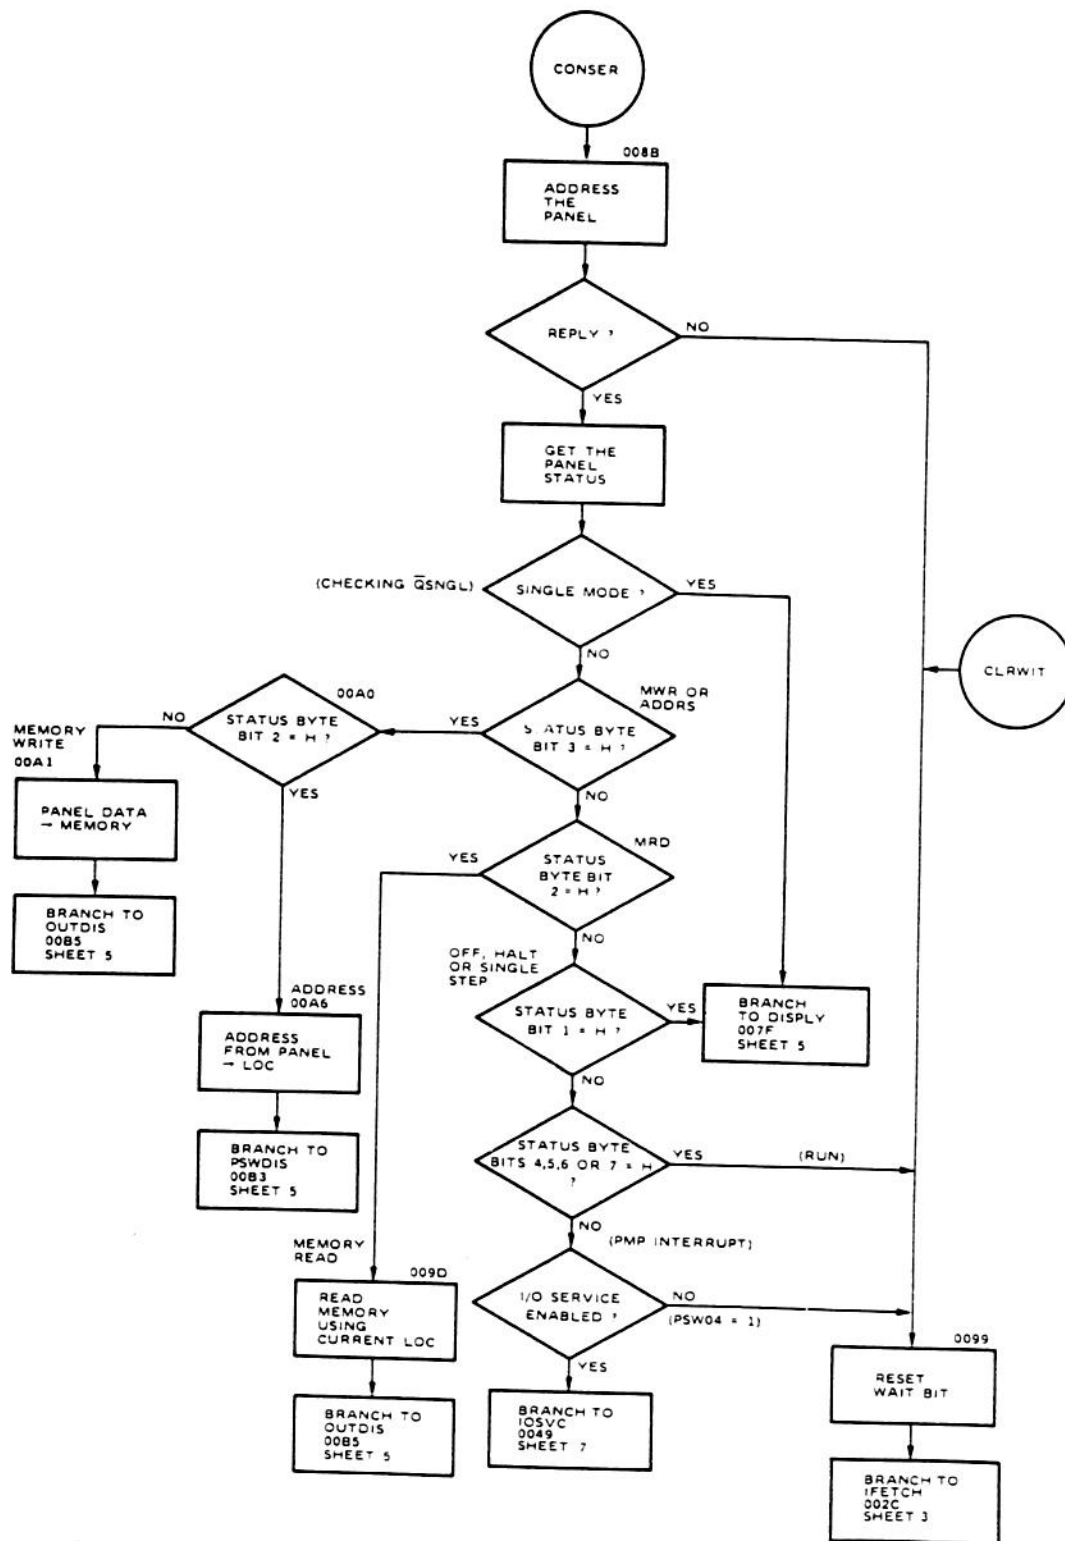 CONSER
008B
ADDRESS
THE
PANEL
REPLY ?
NO
YES
GET THE
PANEL
STATUS
(CHECKING Q̅SNGL)
SINGLE MODE ?
YES
NO
CLRWIT
MWR OR
ADDRS
STATUS BYTE
BIT 3 = H ?
YES
NO
00A0
STATUS BYTE
BIT 2 = H ?
NO
YES
MEMORY
WRITE
00A1
PANEL DATA
→ MEMORY
BRANCH TO
OUTDIS
00B5
SHEET 5
MRD
STATUS
BYTE BIT
2 = H ?
YES
NO
OFF, HALT
OR SINGLE
STEP
STATUS BYTE
BIT 1 = H ?
YES
NO
BRANCH
TO DISPLY
007F
SHEET 5
ADDRESS
00A6
ADDRESS
FROM PANEL
→ LOC
BRANCH TO
PSWDIS
00B3
SHEET 5
STATUS BYTE
BITS 4,5,6 OR 7 = H
?
YES
(RUN)
NO
(PMP INTERRUPT)
MEMORY
READ
009D
READ
MEMORY
USING
CURRENT LOC
BRANCH TO
OUTDIS
00B5
SHEET 5
I/O SERVICE
ENABLED ?
NO
(PSW04 = 1)
YES
BRANCH TO
IOSVC
0049
SHEET 7
0099
RESET
WAIT BIT
BRANCH TO
IFETCH
002C
SHEET 3